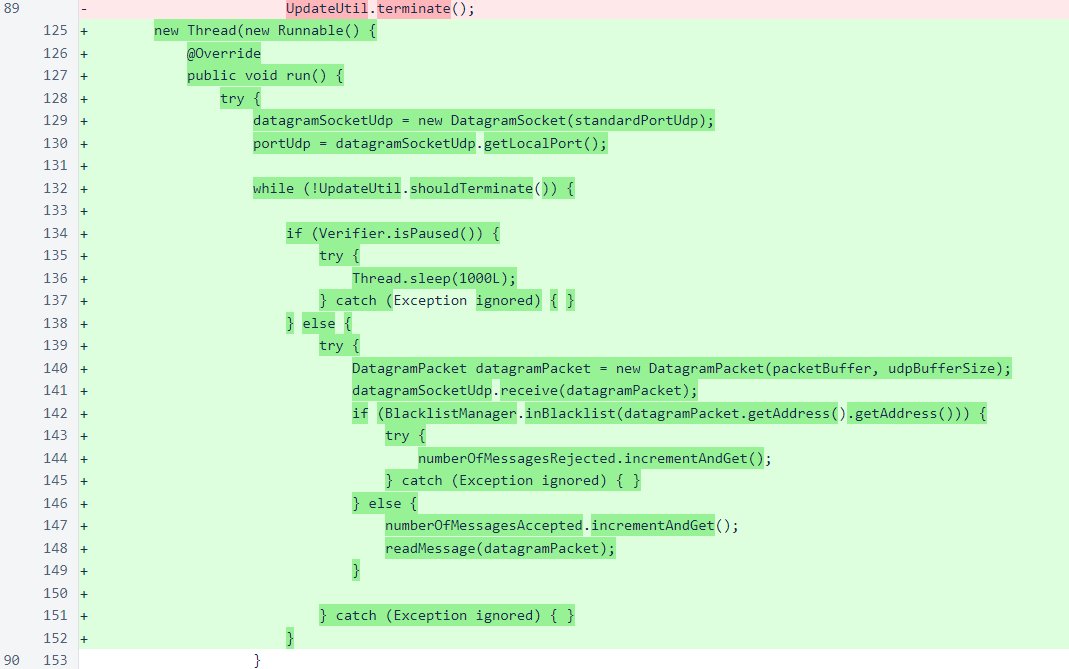 89 - UpdateUtil.terminate();
125 + new Thread(new Runnable() {
126 + @Override
127 + public void run() {
128 + try {
129 + datagramSocketUdp = new DatagramSocket(standardPortUdp);
130 + portUdp = datagramSocketUdp.getLocalPort();
131 +
132 + while (!UpdateUtil.shouldTerminate()) {
133 +
134 + if (Verifier.isPaused()) {
135 + try {
136 + Thread.sleep(1000L);
137 + } catch (Exception ignored) { }
138 + } else {
139 + try {
140 + DatagramPacket datagramPacket = new DatagramPacket(packetBuffer, udpBufferSize);
141 + datagramSocketUdp.receive(datagramPacket);
142 + if (BlacklistManager.inBlacklist(datagramPacket.getAddress().getAddress())) {
143 + try {
144 + numberOfMessagesRejected.incrementAndGet();
145 + } catch (Exception ignored) { }
146 + } else {
147 + numberOfMessagesAccepted.incrementAndGet();
148 + readMessage(datagramPacket);
149 + }
150 +
151 + } catch (Exception ignored) { }
152 + }
90 153 }